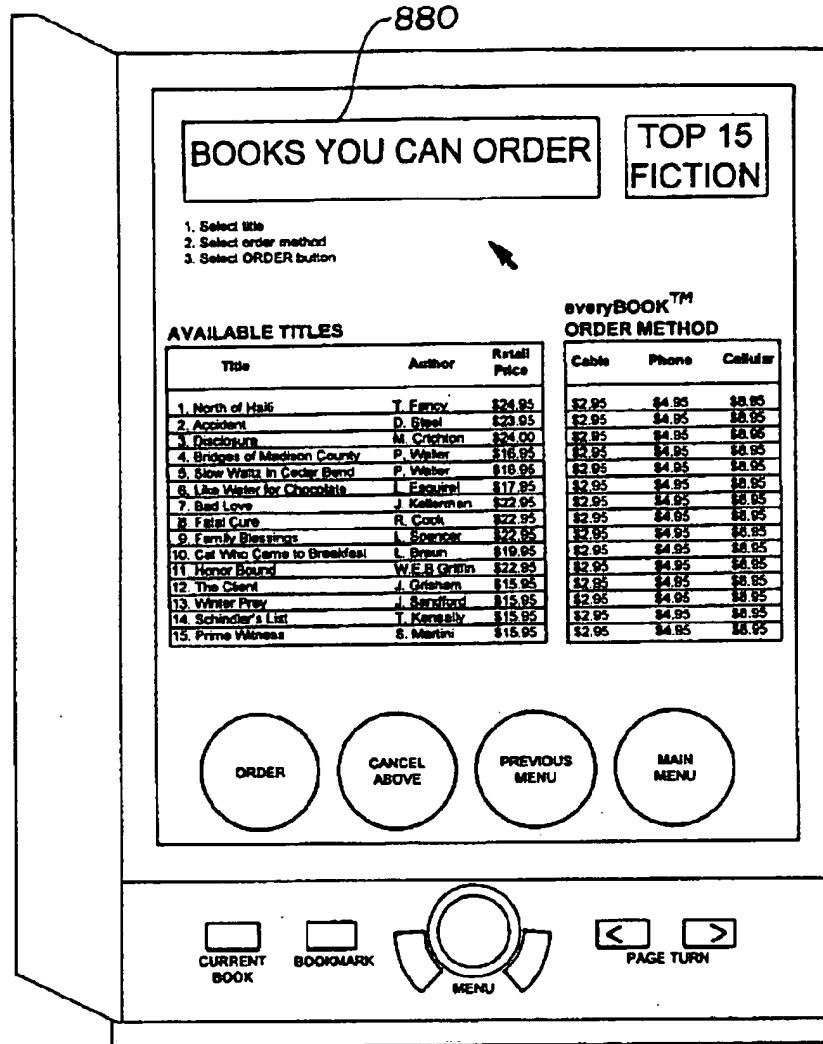 880
BOOKS YOU CAN ORDER
TOP 15
FICTION
1. Select title
2. Select order method
3. Select ORDER button
everyBOOK™
AVAILABLE TITLES
ORDER METHOD
Title Author Retail Price Cable Phone Cellular
1. North of Haiti T. Fancy $24.95 $2.95 $4.95 $8.95
2. Accident D. Steel $23.95 $2.95 $4.95 $8.95
3. Disclosure M. Crichton $24.00 $2.95 $4.95 $8.95
4. Bridges of Madison County P. Waller $16.95 $2.95 $4.95 $8.95
5. Slow Waltz in Cedar Bend P. Waller $16.95 $2.95 $4.95 $8.95
6. Like Water for Chocolate L. Esquirel $17.95 $2.95 $4.95 $8.95
7. Bad Love J. Kellerman $22.95 $2.95 $4.95 $8.95
8. Fatal Cure R. Cook $22.95 $2.95 $4.95 $8.95
9. Family Blessings L. Spencer $22.95 $2.95 $4.95 $8.95
10. Cat Who Came to Breakfast L. Braun $19.95 $2.95 $4.95 $8.95
11. Honor Bound W.E.B Griffin $22.95 $2.95 $4.95 $8.95
12. The Client J. Grisham $15.95 $2.95 $4.95 $8.95
13. Winter Prey J. Sandford $15.95 $2.95 $4.95 $8.95
14. Schindler's List T. Kensally $15.95 $2.95 $4.95 $8.95
15. Prime Witness S. Martini $15.95 $2.95 $4.95 $8.95
ORDER
CANCEL
ABOVE
PREVIOUS
MENU
MAIN
MENU
< >
CURRENT
BOOK
BOOKMARK
MENU
PAGE TURN